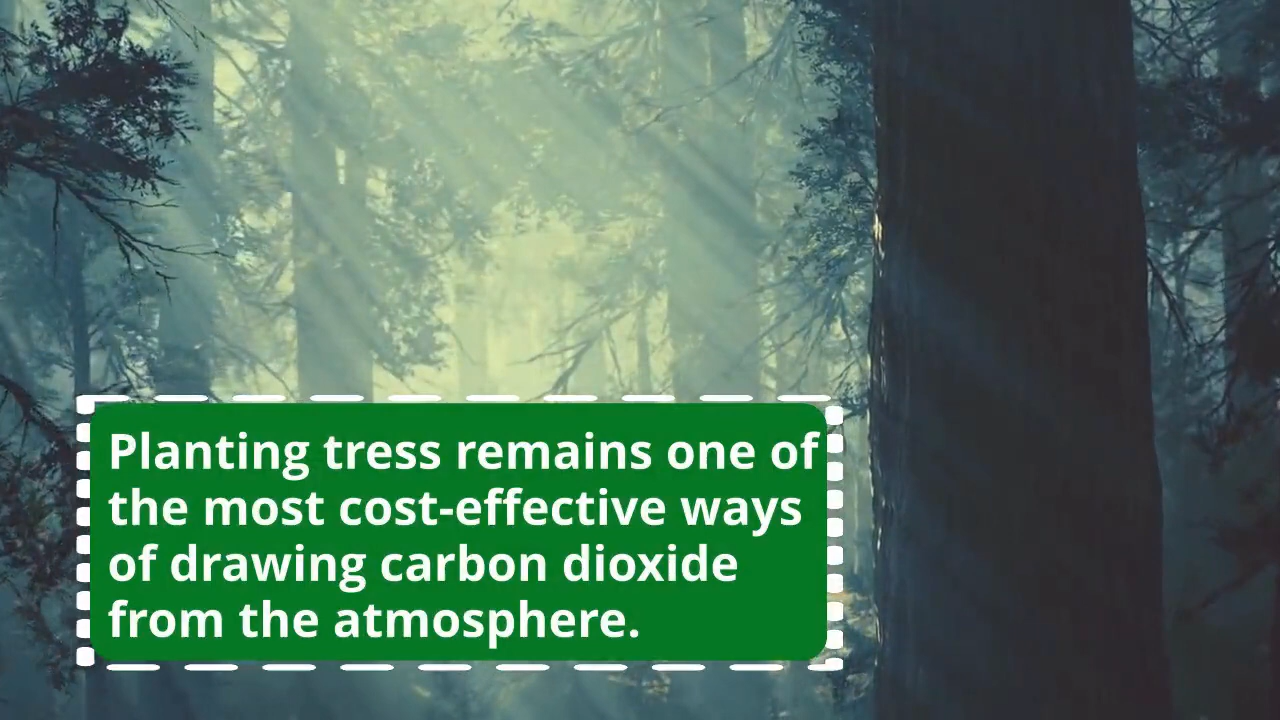 Planting tress remains one of
the most cost-effective ways
of drawing carbon dioxide
from the atmosphere.